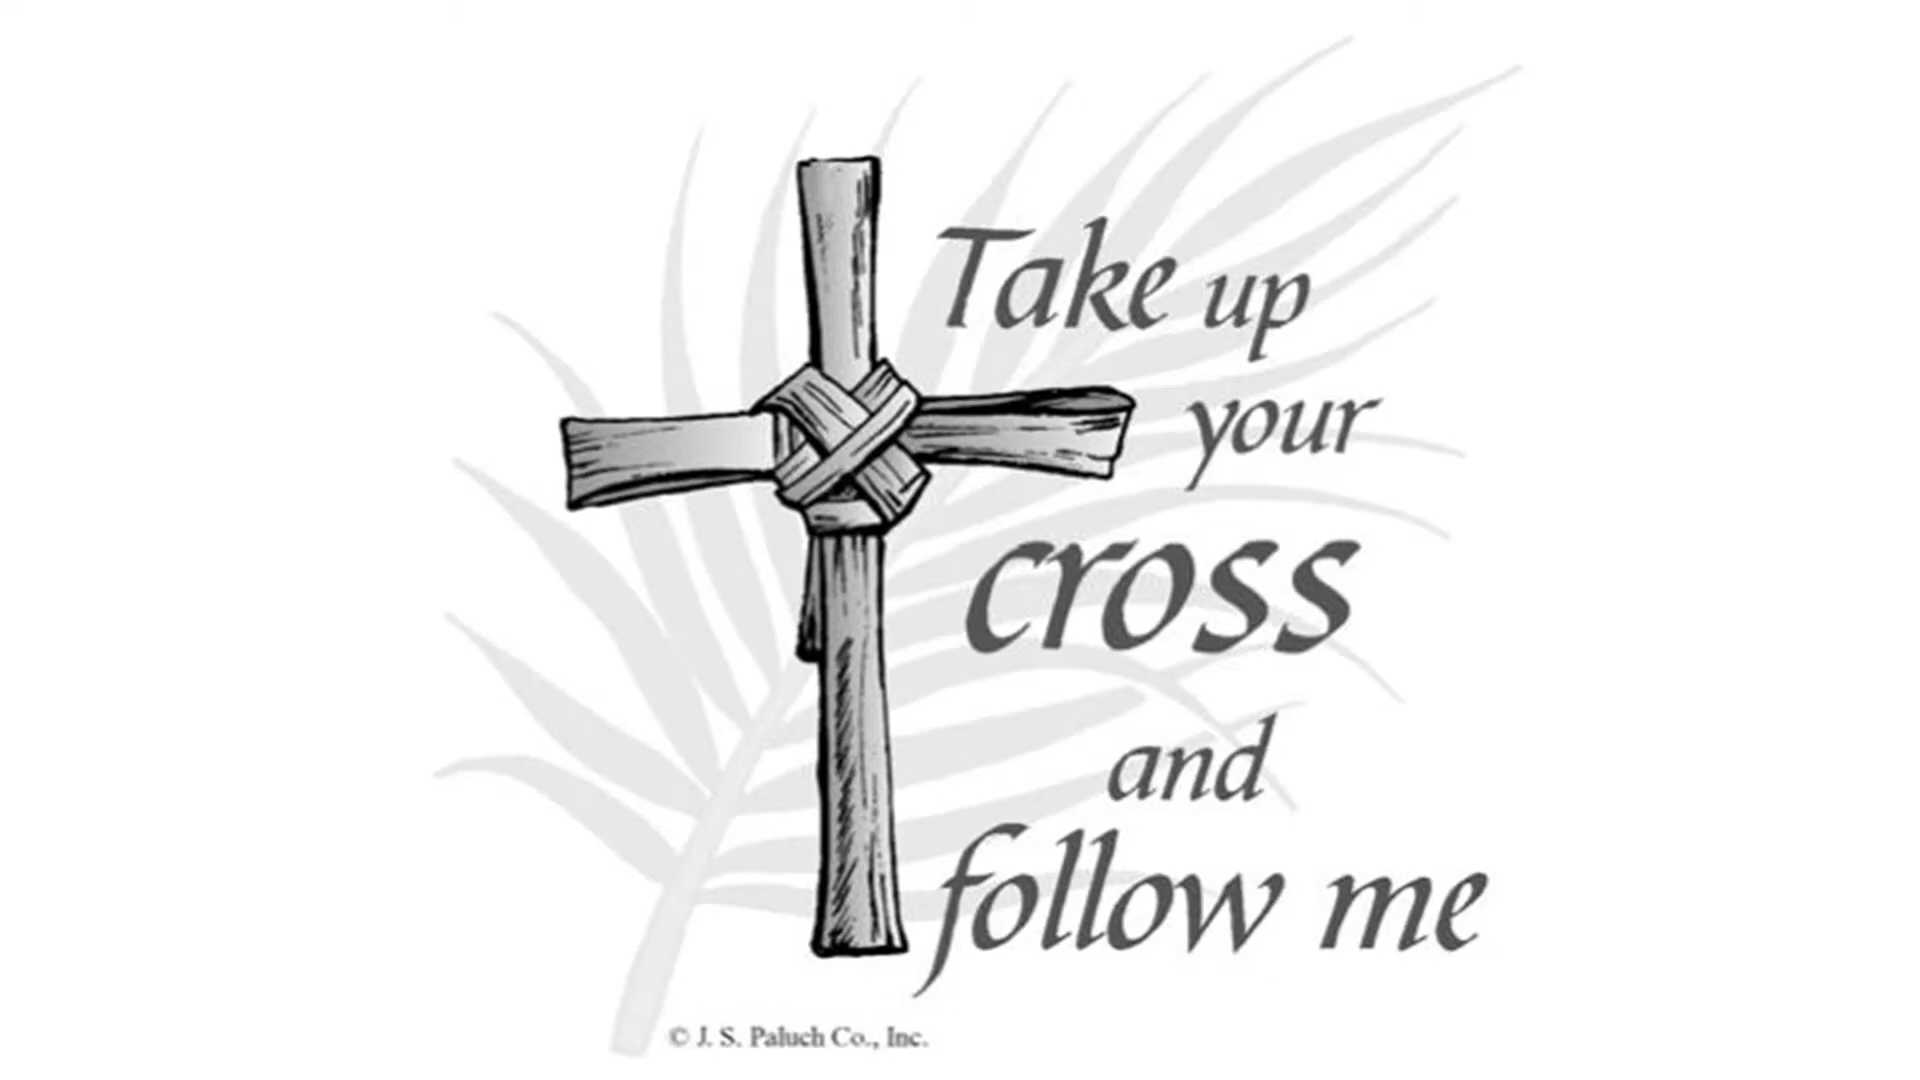 Take up
your
cross
and
follow me
© J. S. Paluch Co., Inc.